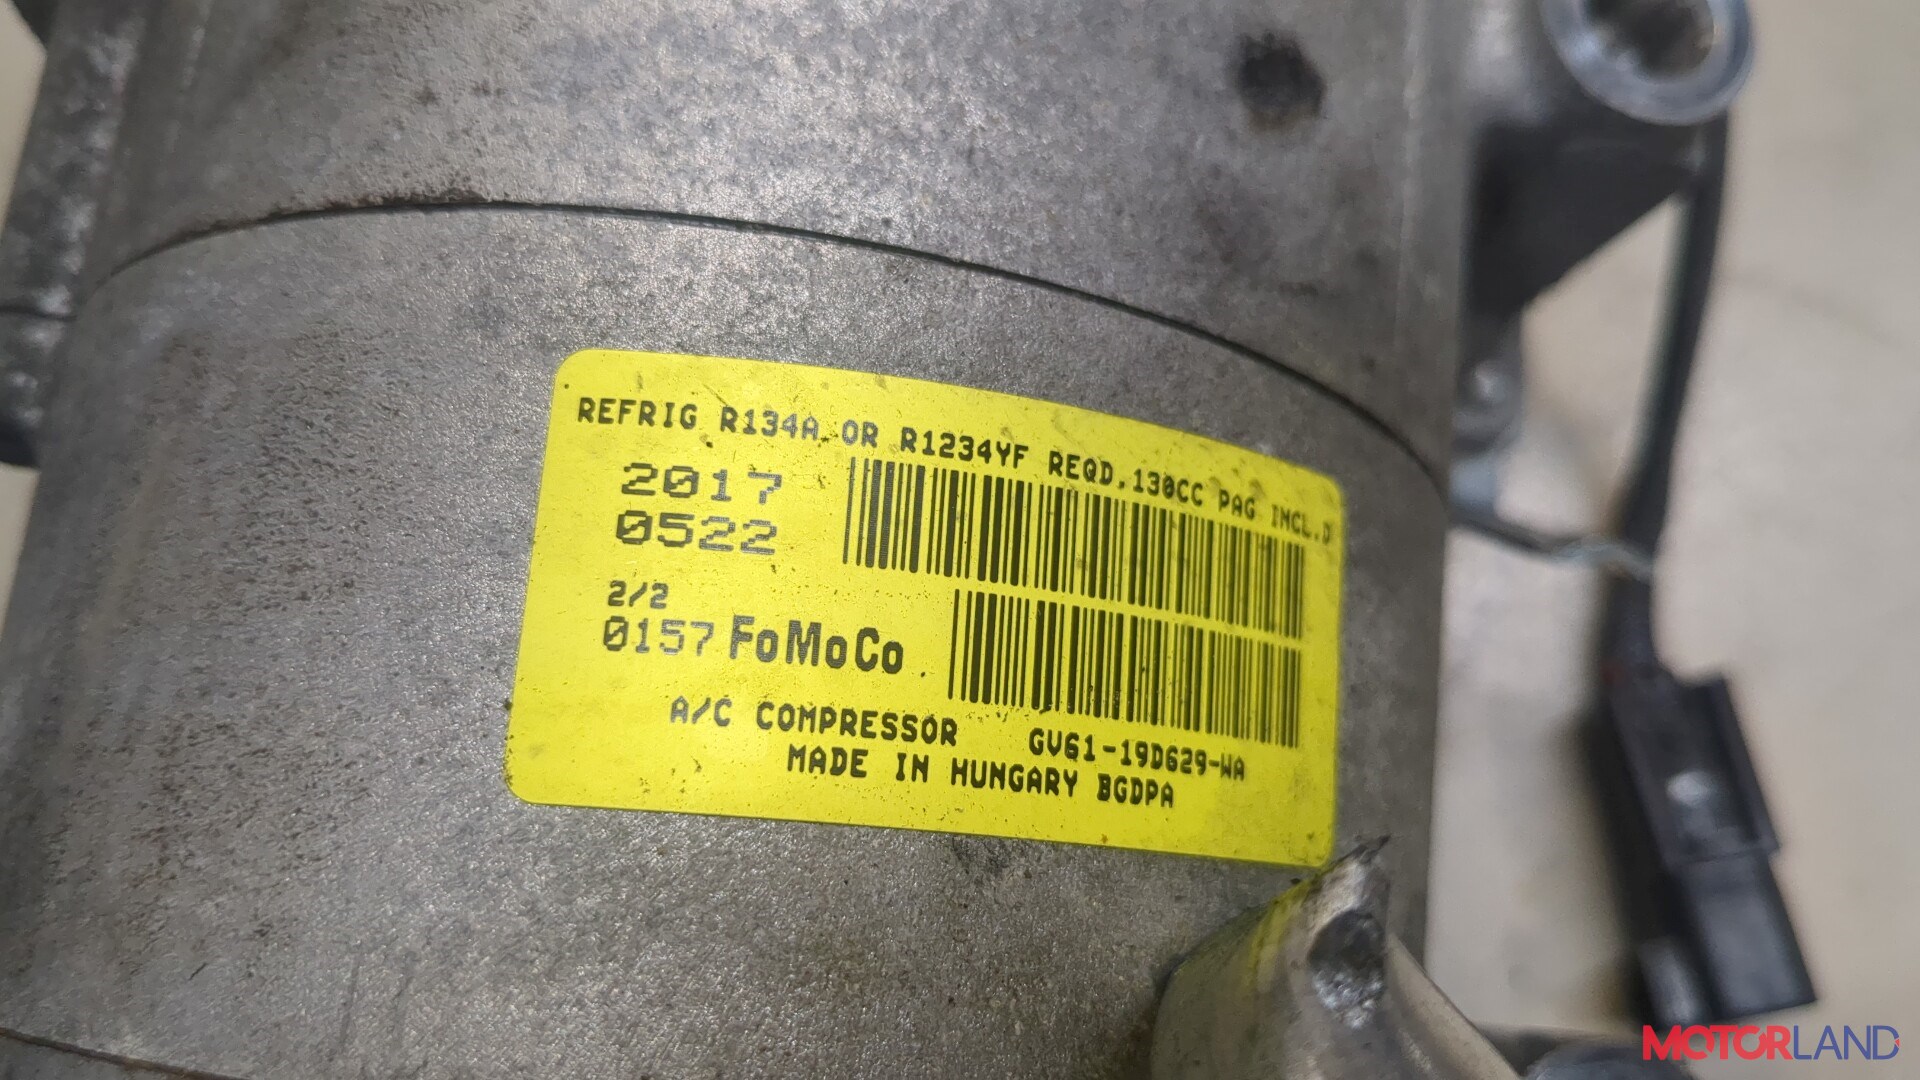 REFRIG R134A OR R1234YF REQD.130CC PAG INCL.D
2017
0522
2/2
0157 FoMoCo
A/C COMPRESSOR GV61-19D629-WA
MADE IN HUNGARY BGDPA
MOTORLAND